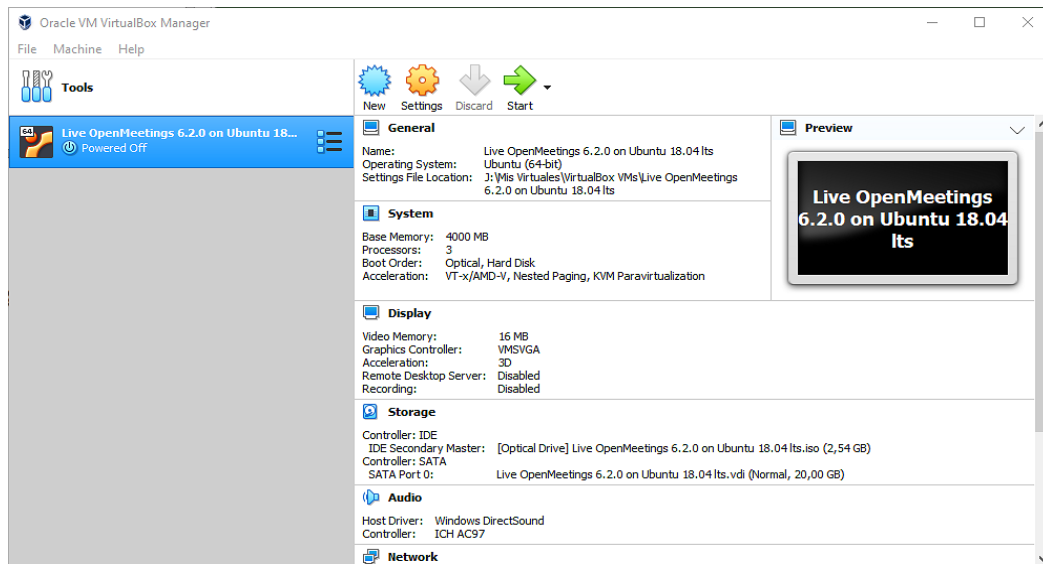 Oracle VM VirtualBox Manager
File Machine Help
Tools
New Settings Discard Start
64
Live OpenMeetings 6.2.0 on Ubuntu 18...
Powered Off
General
Name: Live OpenMeetings 6.2.0 on Ubuntu 18.04 lts
Operating System: Ubuntu (64-bit)
Settings File Location: J:\Mis Virtuales\VirtualBox VMs\Live OpenMeetings
6.2.0 on Ubuntu 18.04 lts
Preview
Live OpenMeetings
6.2.0 on Ubuntu 18.04
lts
System
Base Memory: 4000 MB
Processors: 3
Boot Order: Optical, Hard Disk
Acceleration: VT-x/AMD-V, Nested Paging, KVM Paravirtualization
Display
Video Memory: 16 MB
Graphics Controller: VMSVGA
Acceleration: 3D
Remote Desktop Server: Disabled
Recording: Disabled
Storage
Controller: IDE
IDE Secondary Master: [Optical Drive] Live OpenMeetings 6.2.0 on Ubuntu 18.04 lts.iso (2,54 GB)
Controller: SATA
SATA Port 0: Live OpenMeetings 6.2.0 on Ubuntu 18.04 lts.vdi (Normal, 20,00 GB)
Audio
Host Driver: Windows DirectSound
Controller: ICH AC97
Network